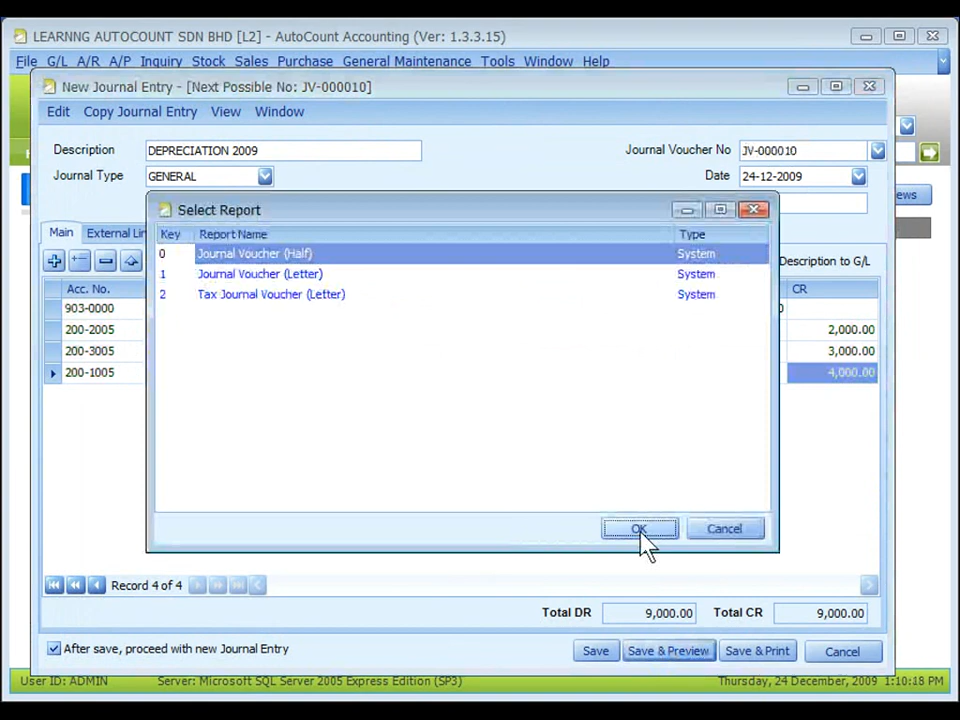 LEARNNG AUTOCOUNT SDN BHD [L2] - AutoCount Accounting (Ver: 1.3.3.15)
File G/L A/R A/P Inquiry Stock Sales Purchase General Maintenance Tools Window Help
New Journal Entry - [Next Possible No: JV-000010]
Edit Copy Journal Entry View Window
Description DEPRECIATION 2009 Journal Voucher No JV-000010
Journal Type GENERAL Date 24-12-2009
ews
Select Report
Main External Lin
Key Report Name Type
0 Journal Voucher (Half) System
Description to G/L
1 Journal Voucher (Letter) System
Acc. No. CR
2 Tax Journal Voucher (Letter) System
903-0000 0
200-2005 2,000.00
200-3005 3,000.00
200-1005 4,000.00
OK Cancel
Record 4 of 4
Total DR 9,000.00 Total CR 9,000.00
After save, proceed with new Journal Entry Save Save & Preview Save & Print Cancel
User ID: ADMIN Server: Microsoft SQL Server 2005 Express Edition (SP3) Thursday, 24 December, 2009 1:10:18 PM